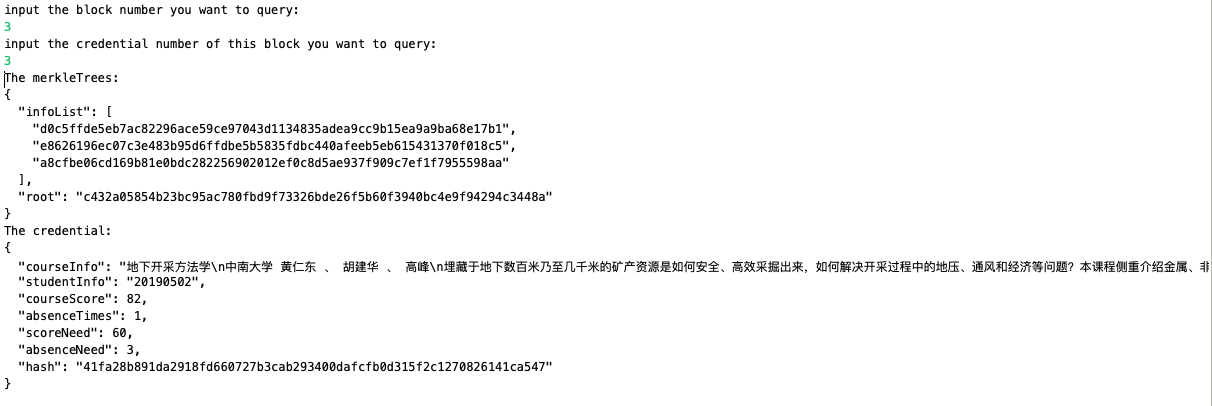 input the block number you want to query:
3
input the credential number of this block you want to query:
3
The merkleTrees:
{
  "infoList": [
    "d0c5ffde5eb7ac82296ace59ce97043d1134835adea9cc9b15ea9a9ba68e17b1",
    "e8626196ec07c3e483b95d6ffdbe5b5835fdbc440afeeb5eb615431370f018c5",
    "a8cfbe06cd169b81e0bdc282256902012ef0c8d5ae937f909c7ef1f7955598aa"
  ],
  "root": "c432a05854b23bc95ac780fbd9f73326bde26f5b60f3940bc4e9f94294c3448a"
}
The credential:
{
  "courseInfo": "地下开采方法学\n中南大学 黄仁东 、 胡建华 、 高峰\n埋藏于地下数百米乃至几千米的矿产资源是如何安全、高效采掘出来，如何解决开采过程中的地压、通风和经济等问题？本课程侧重介绍金属、非
  "studentInfo": "20190502",
  "courseScore": 82,
  "absenceTimes": 1,
  "scoreNeed": 60,
  "absenceNeed": 3,
  "hash": "41fa28b891da2918fd660727b3cab293400dafcfb0d315f2c1270826141ca547"
}